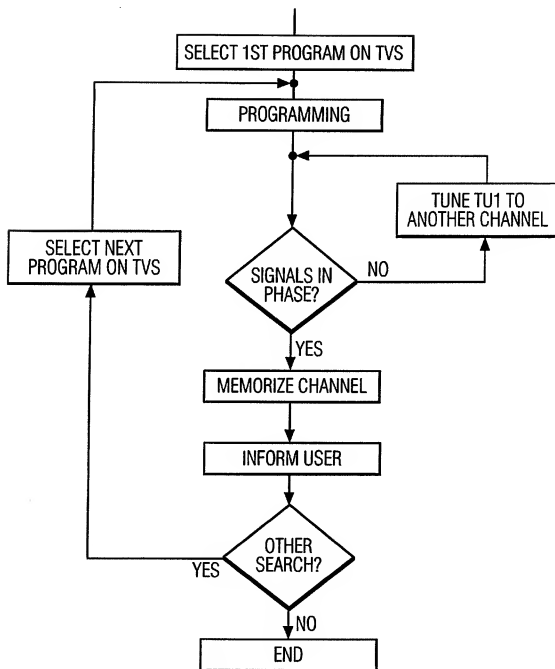 SELECT 1ST PROGRAM ON TVS
PROGRAMMING
TUNE TU1 TO
ANOTHER CHANNEL
SELECT NEXT
PROGRAM ON TVS
SIGNALS IN
PHASE?
NO
YES
MEMORIZE CHANNEL
INFORM USER
OTHER
SEARCH?
YES
NO
END